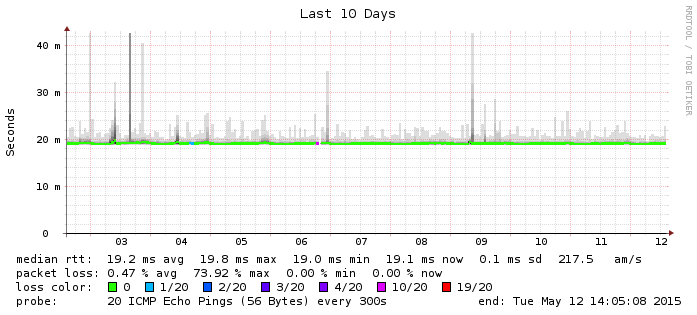 Last 10 Days
RRDTOOL / TOBI OETIKER
Seconds
40 m
30 m
20 m
10 m
0
03 04 05 06 07 08 09 10 11 12
median rtt: 19.2 ms avg 19.8 ms max 19.0 ms min 19.1 ms now 0.1 ms sd 217.5 am/s
packet loss: 0.47 % avg 73.92 % max 0.00 % min 0.00 % now
loss color: 0 1/20 2/20 3/20 4/20 10/20 19/20
probe: 20 ICMP Echo Pings (56 Bytes) every 300s end: Tue May 12 14:05:08 2015